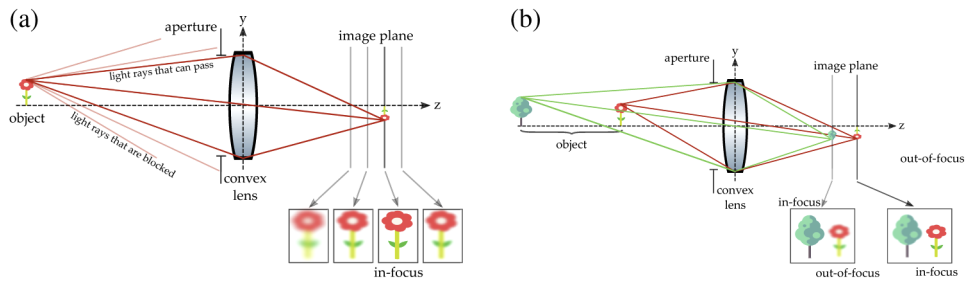 (a)
y
aperture
image plane
light rays that can pass
z
object
light rays that are blocked
convex
lens
in-focus
(b)
y
aperture
image plane
z
object
out-of-focus
convex
lens
in-focus
out-of-focus
in-focus